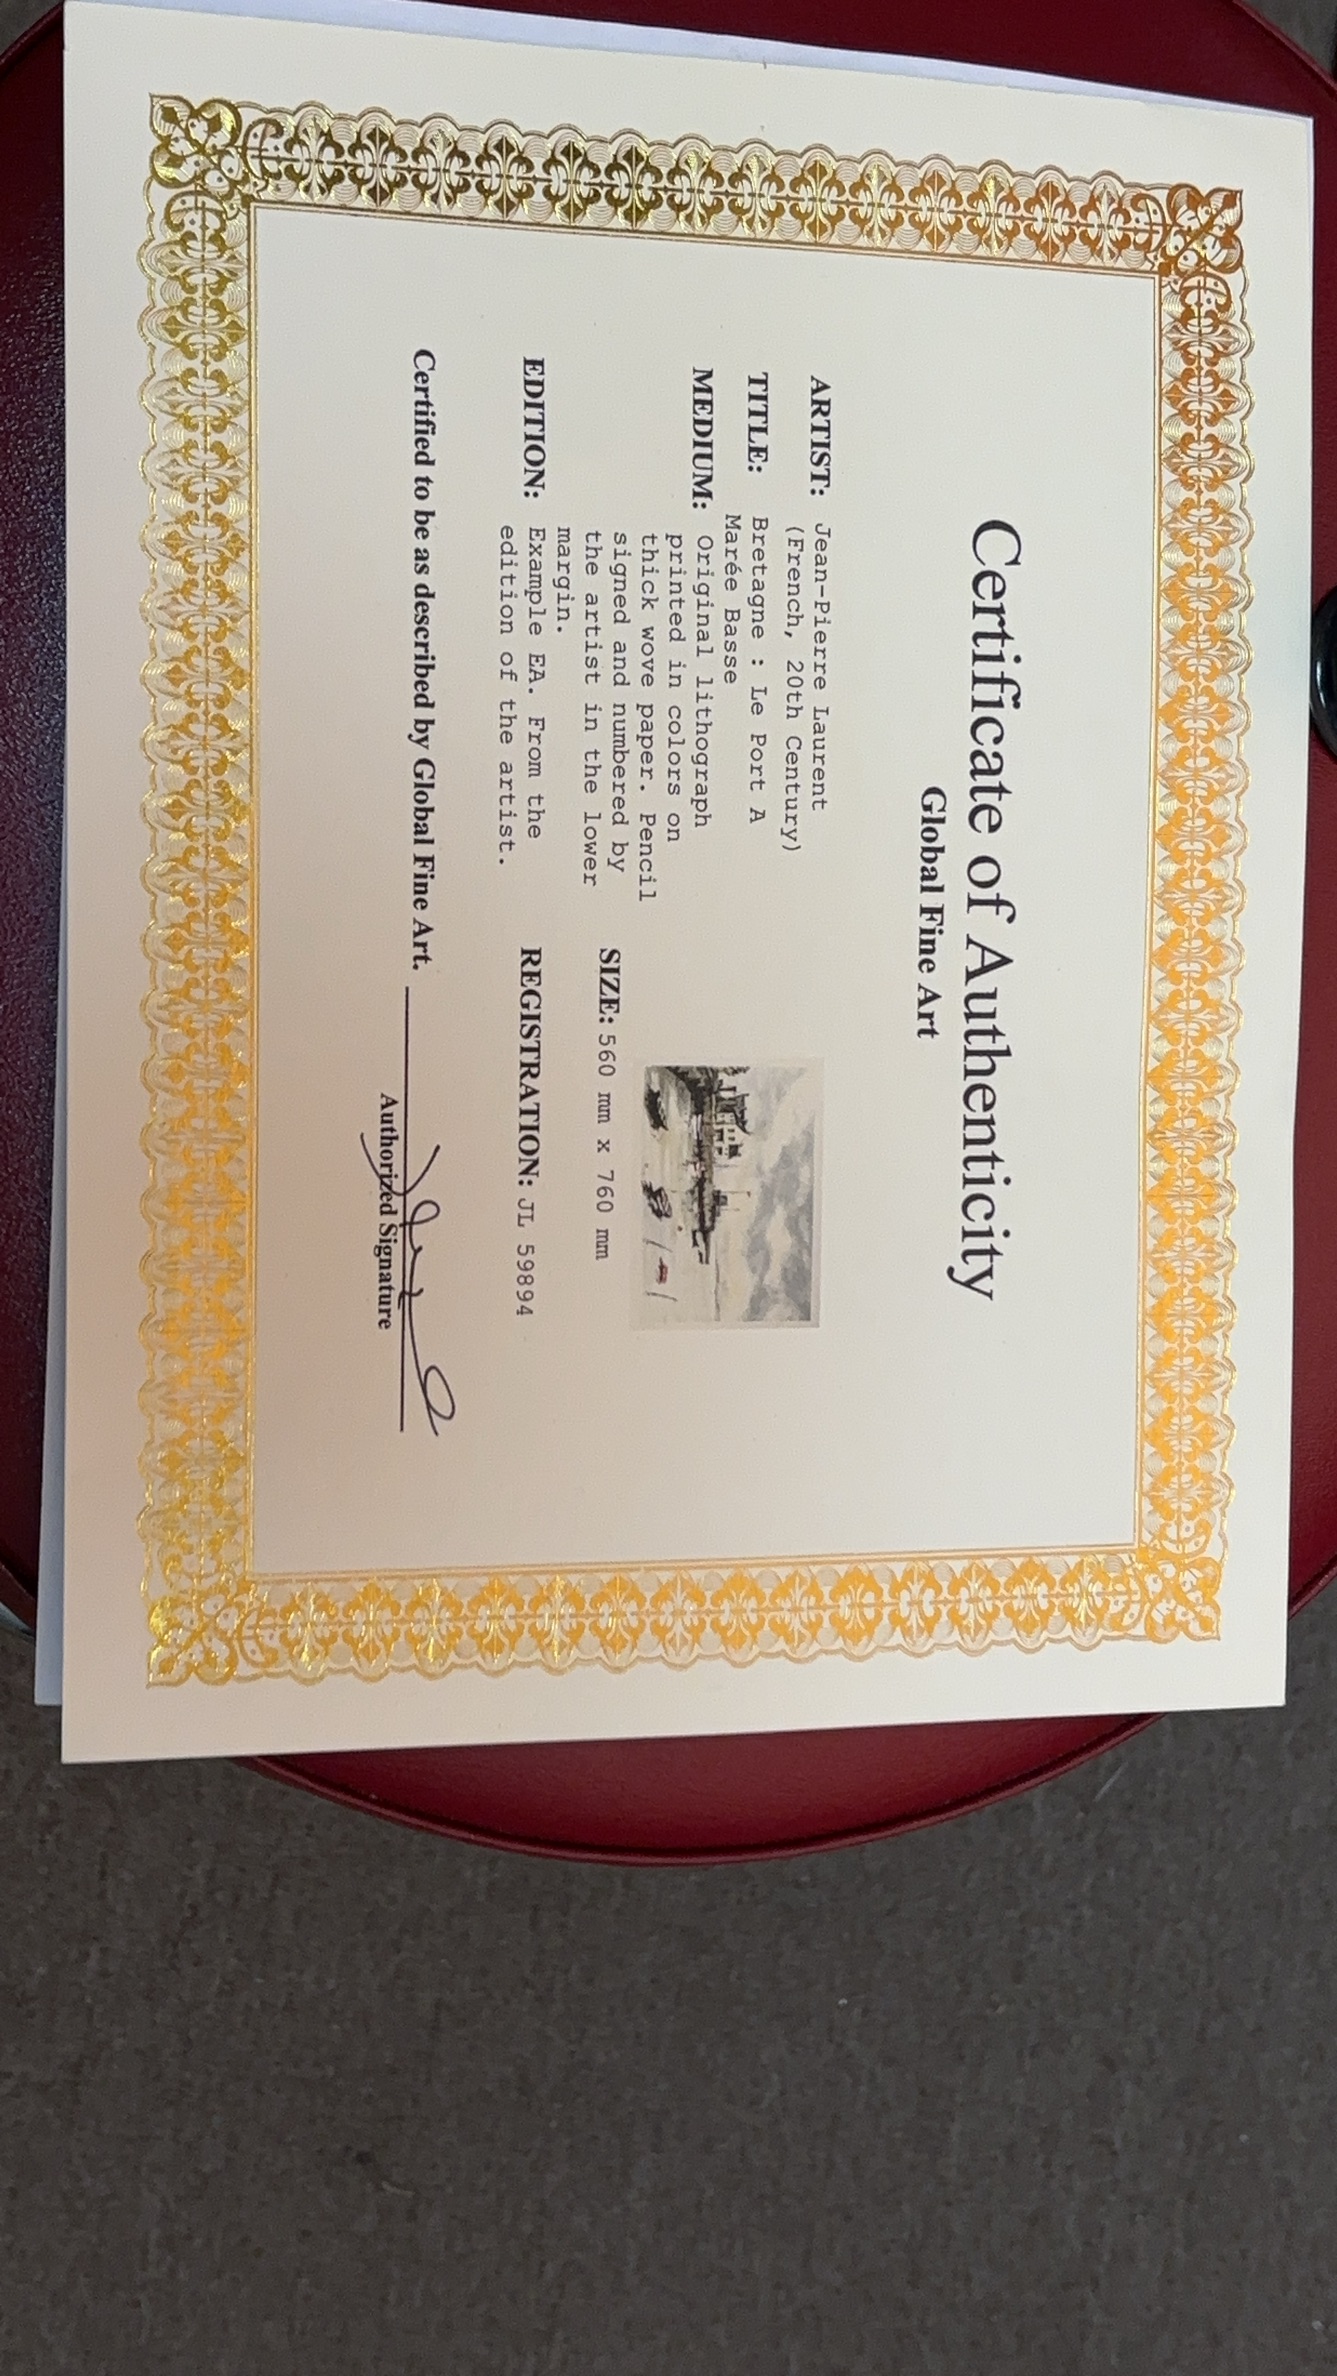 Certificate of Authenticity
Global Fine Art
ARTIST: Jean-Pierre Laurent
(French, 20th Century)
TITLE: Bretagne : Le Port A
Marée Basse
MEDIUM: Original lithograph
printed in colors on
thick wove paper. Pencil
signed and numbered by
the artist in the lower
margin.
EDITION: Example EA. From the
edition of the artist.
SIZE: 560 mm x 760 mm
REGISTRATION: JL 59894
Certified to be as described by Global Fine Art.
Authorized Signature